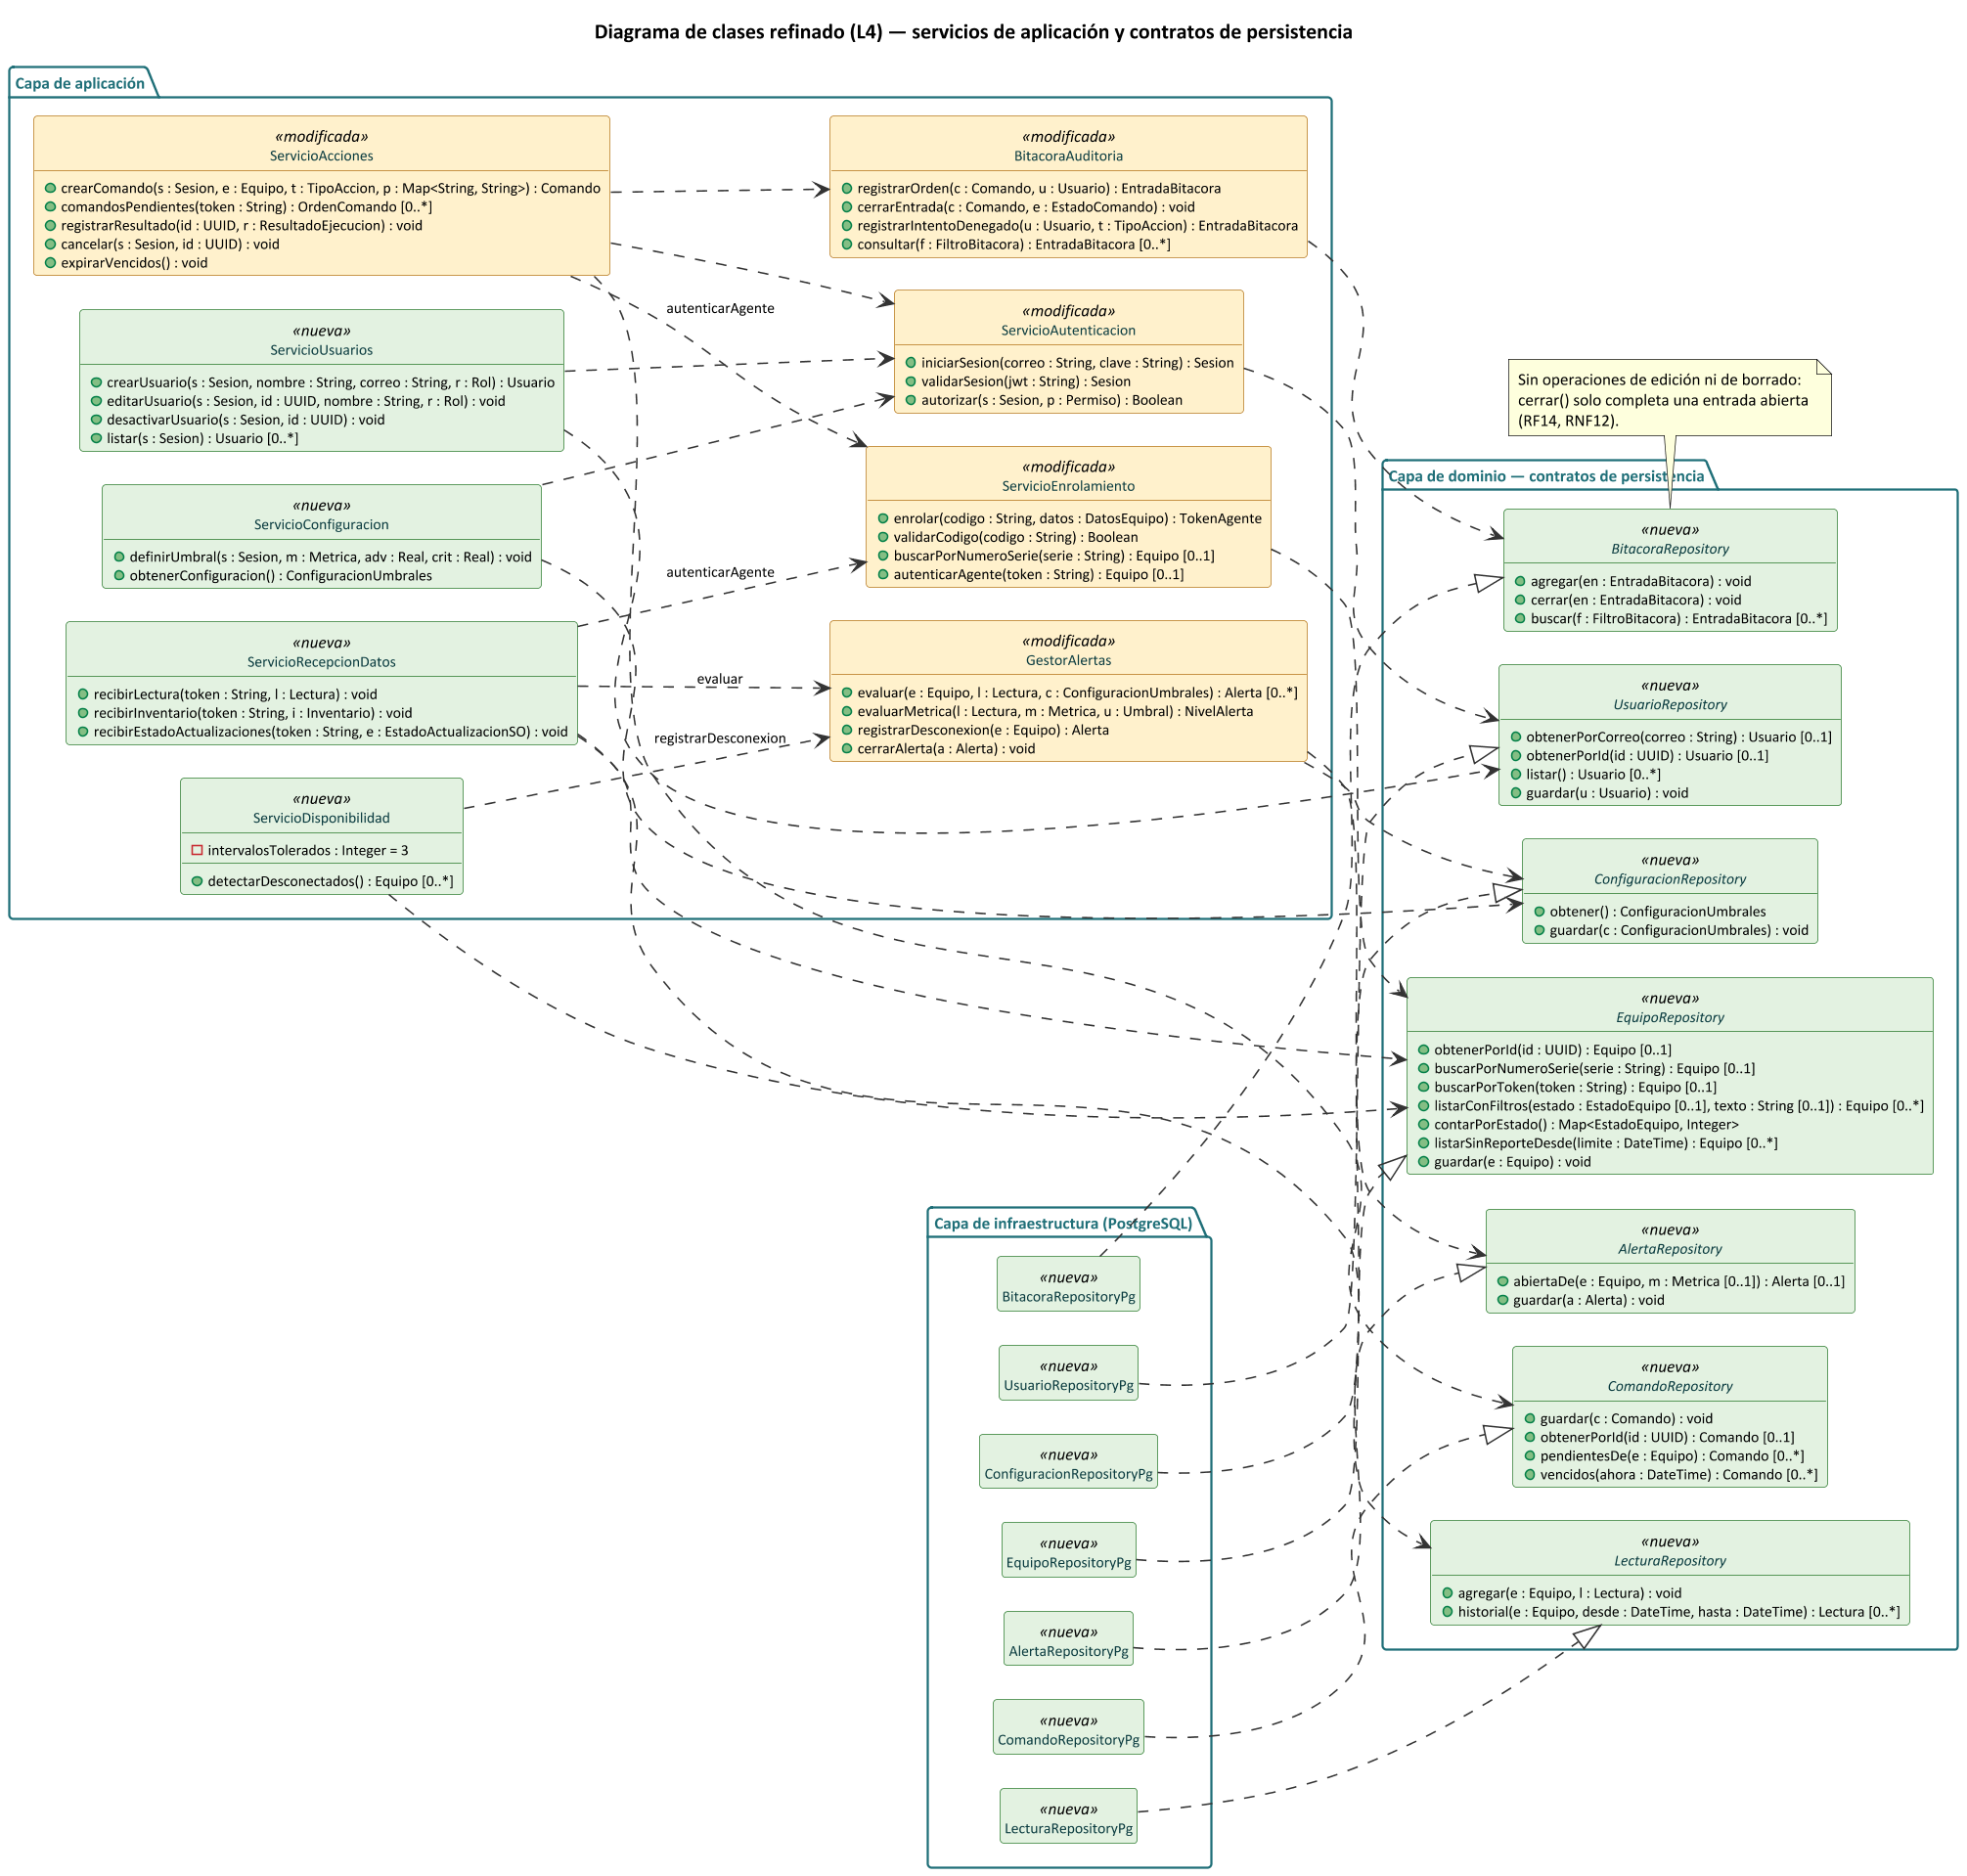 Diagrama de clases refinado (L4) — servicios de aplicación y contratos de persistencia
Capa de aplicación
«modificada»
ServicioAcciones
crearComando(s : Sesion, e : Equipo, t : TipoAccion, p : Map<String, String>) : Comando
comandosPendientes(token : String) : OrdenComando [0..*]
registrarResultado(id : UUID, r : ResultadoEjecucion) : void
cancelar(s : Sesion, id : UUID) : void
expirarVencidos() : void
«modificada»
BitacoraAuditoria
registrarOrden(c : Comando, u : Usuario) : EntradaBitacora
cerrarEntrada(c : Comando, e : EstadoComando) : void
registrarIntentoDenegado(u : Usuario, t : TipoAccion) : EntradaBitacora
consultar(f : FiltroBitacora) : EntradaBitacora [0..*]
autenticarAgente
«modificada»
ServicioAutenticacion
iniciarSesion(correo : String, clave : String) : Sesion
validarSesion(jwt : String) : Sesion
autorizar(s : Sesion, p : Permiso) : Boolean
«nueva»
ServicioUsuarios
crearUsuario(s : Sesion, nombre : String, correo : String, r : Rol) : Usuario
editarUsuario(s : Sesion, id : UUID, nombre : String, r : Rol) : void
desactivarUsuario(s : Sesion, id : UUID) : void
listar(s : Sesion) : Usuario [0..*]
«modificada»
ServicioEnrolamiento
enrolar(codigo : String, datos : DatosEquipo) : TokenAgente
validarCodigo(codigo : String) : Boolean
buscarPorNumeroSerie(serie : String) : Equipo [0..1]
autenticarAgente(token : String) : Equipo [0..1]
«nueva»
ServicioConfiguracion
definirUmbral(s : Sesion, m : Metrica, adv : Real, crit : Real) : void
obtenerConfiguracion() : ConfiguracionUmbrales
autenticarAgente
«nueva»
ServicioRecepcionDatos
recibirLectura(token : String, l : Lectura) : void
recibirInventario(token : String, i : Inventario) : void
recibirEstadoActualizaciones(token : String, e : EstadoActualizacionSO) : void
evaluar
«modificada»
GestorAlertas
evaluar(e : Equipo, l : Lectura, c : ConfiguracionUmbrales) : Alerta [0..*]
evaluarMetrica(l : Lectura, m : Metrica, u : Umbral) : NivelAlerta
registrarDesconexion(e : Equipo) : Alerta
cerrarAlerta(a : Alerta) : void
registrarDesconexion
«nueva»
ServicioDisponibilidad
intervalosTolerados : Integer = 3
detectarDesconectados() : Equipo [0..*]
Sin operaciones de edición ni de borrado:
cerrar() solo completa una entrada abierta
(RF14, RNF12).
Capa de dominio — contratos de persistencia
«nueva»
BitacoraRepository
agregar(en : EntradaBitacora) : void
cerrar(en : EntradaBitacora) : void
buscar(f : FiltroBitacora) : EntradaBitacora [0..*]
«nueva»
UsuarioRepository
obtenerPorCorreo(correo : String) : Usuario [0..1]
obtenerPorId(id : UUID) : Usuario [0..1]
listar() : Usuario [0..*]
guardar(u : Usuario) : void
«nueva»
ConfiguracionRepository
obtener() : ConfiguracionUmbrales
guardar(c : ConfiguracionUmbrales) : void
«nueva»
EquipoRepository
obtenerPorId(id : UUID) : Equipo [0..1]
buscarPorNumeroSerie(serie : String) : Equipo [0..1]
buscarPorToken(token : String) : Equipo [0..1]
listarConFiltros(estado : EstadoEquipo [0..1], texto : String [0..1]) : Equipo [0..*]
contarPorEstado() : Map<EstadoEquipo, Integer>
listarSinReporteDesde(limite : DateTime) : Equipo [0..*]
guardar(e : Equipo) : void
«nueva»
AlertaRepository
abiertaDe(e : Equipo, m : Metrica [0..1]) : Alerta [0..1]
guardar(a : Alerta) : void
«nueva»
ComandoRepository
guardar(c : Comando) : void
obtenerPorId(id : UUID) : Comando [0..1]
pendientesDe(e : Equipo) : Comando [0..*]
vencidos(ahora : DateTime) : Comando [0..*]
«nueva»
LecturaRepository
agregar(e : Equipo, l : Lectura) : void
historial(e : Equipo, desde : DateTime, hasta : DateTime) : Lectura [0..*]
Capa de infraestructura (PostgreSQL)
«nueva»
BitacoraRepositoryPg
«nueva»
UsuarioRepositoryPg
«nueva»
ConfiguracionRepositoryPg
«nueva»
EquipoRepositoryPg
«nueva»
AlertaRepositoryPg
«nueva»
ComandoRepositoryPg
«nueva»
LecturaRepositoryPg